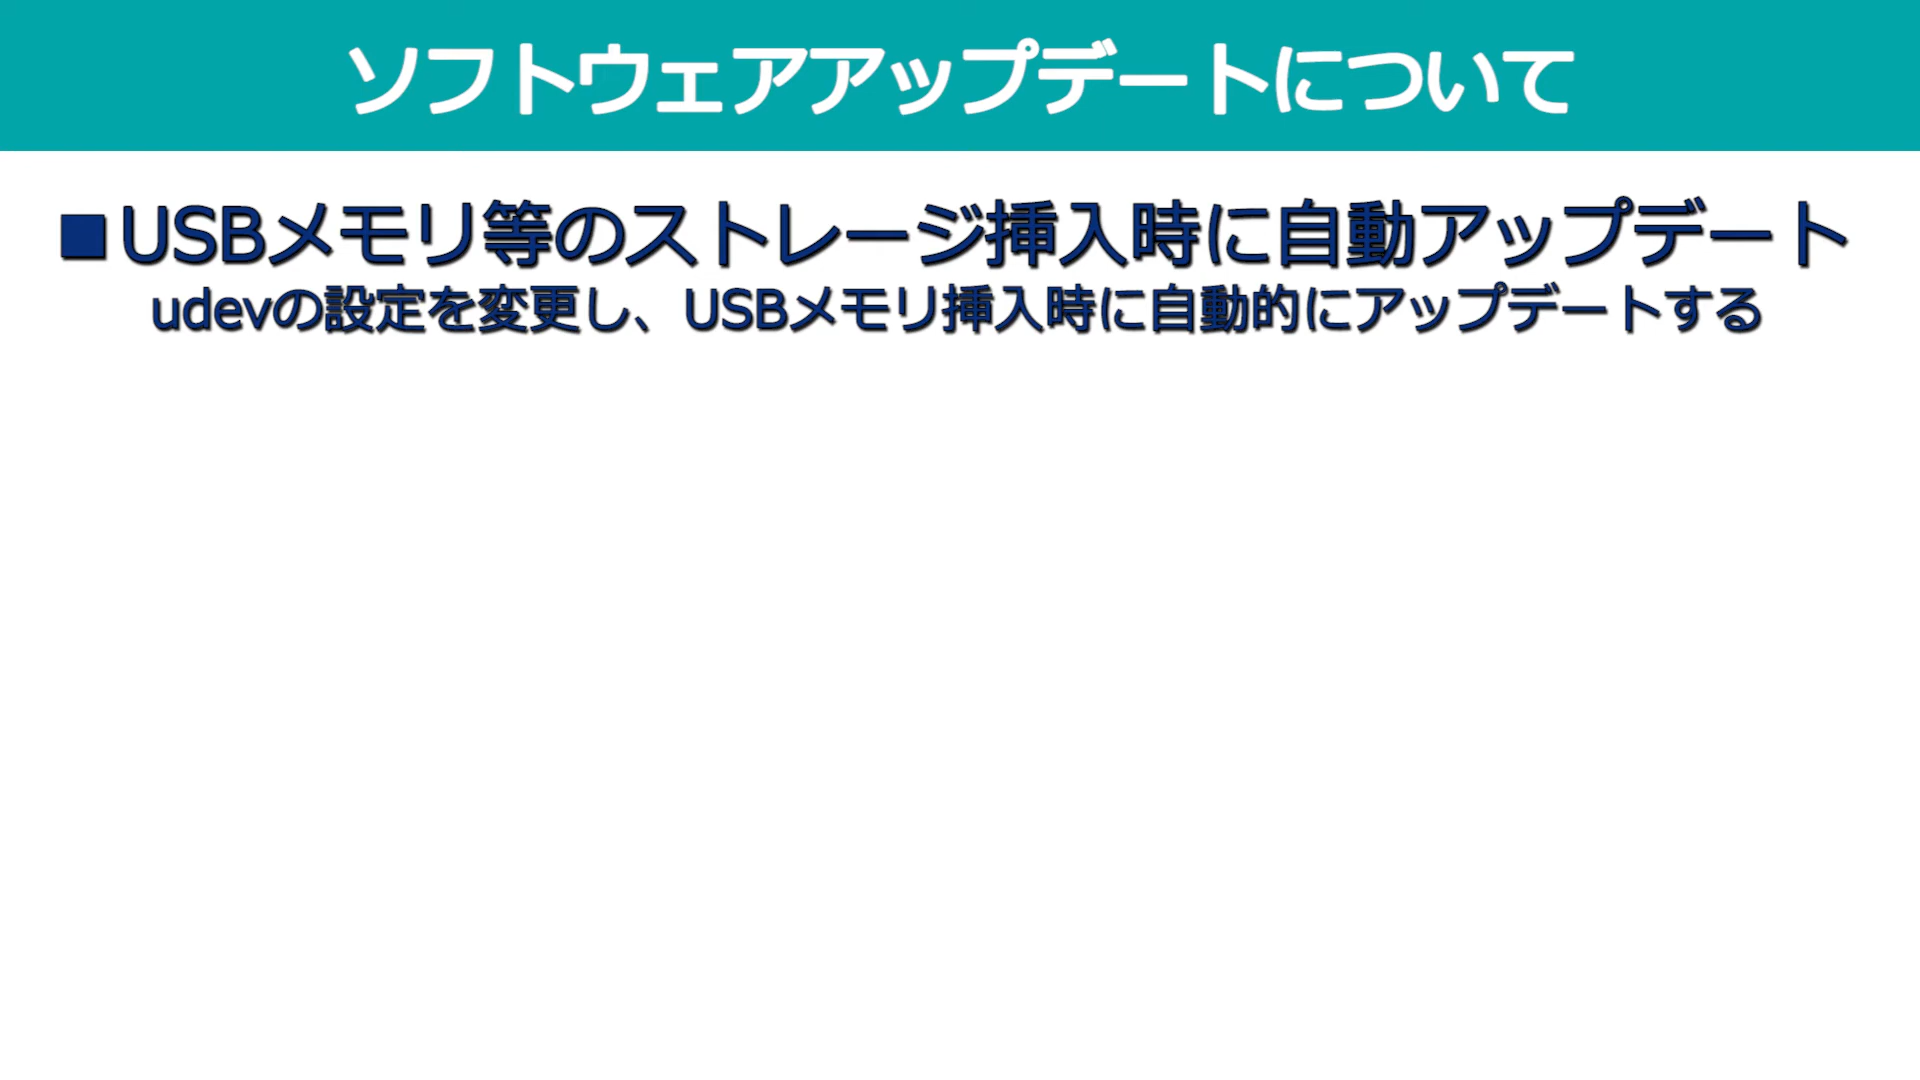 ソフトウェアアップデートについて
■USBメモリ等のストレージ挿入時に自動アップデート
udevの設定を変更し、USBメモリ挿入時に自動的にアップデートする